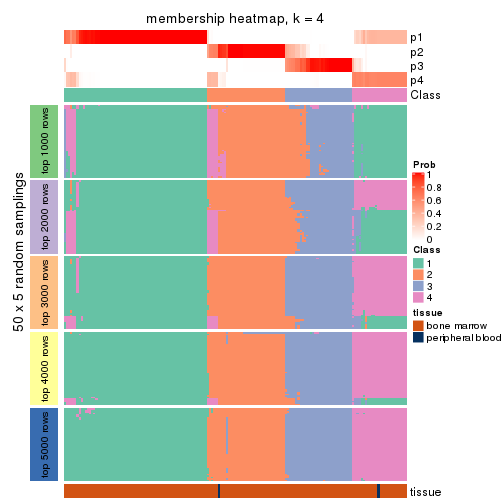 membership heatmap, k = 4
p1
p2
p3
p4
Class
50 x 5 random samplings
top 1000 rows
top 2000 rows
top 3000 rows
top 4000 rows
top 5000 rows
Prob
1
0.8
0.6
0.4
0.2
0
Class
1
2
3
4
tissue
bone marrow
peripheral blood
tissue